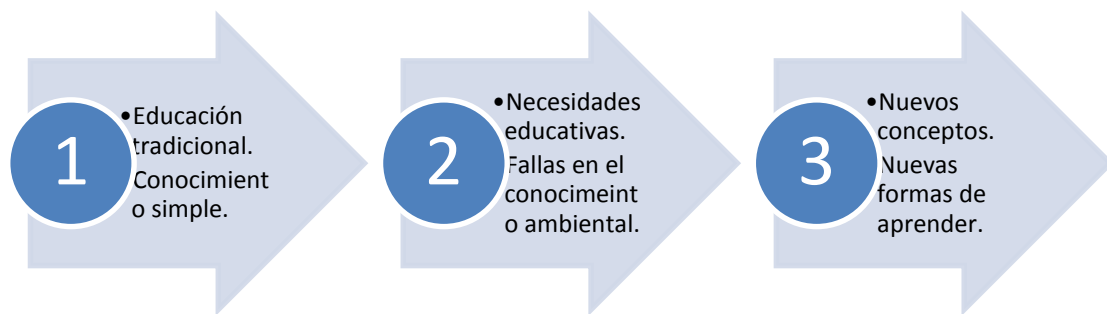 1
•Educación
tradicional.
Conocimient
o simple.
2
•Necesidades
educativas.
Fallas en el
conocimeint
o ambiental.
3
•Nuevos
conceptos.
Nuevas
formas de
aprender.